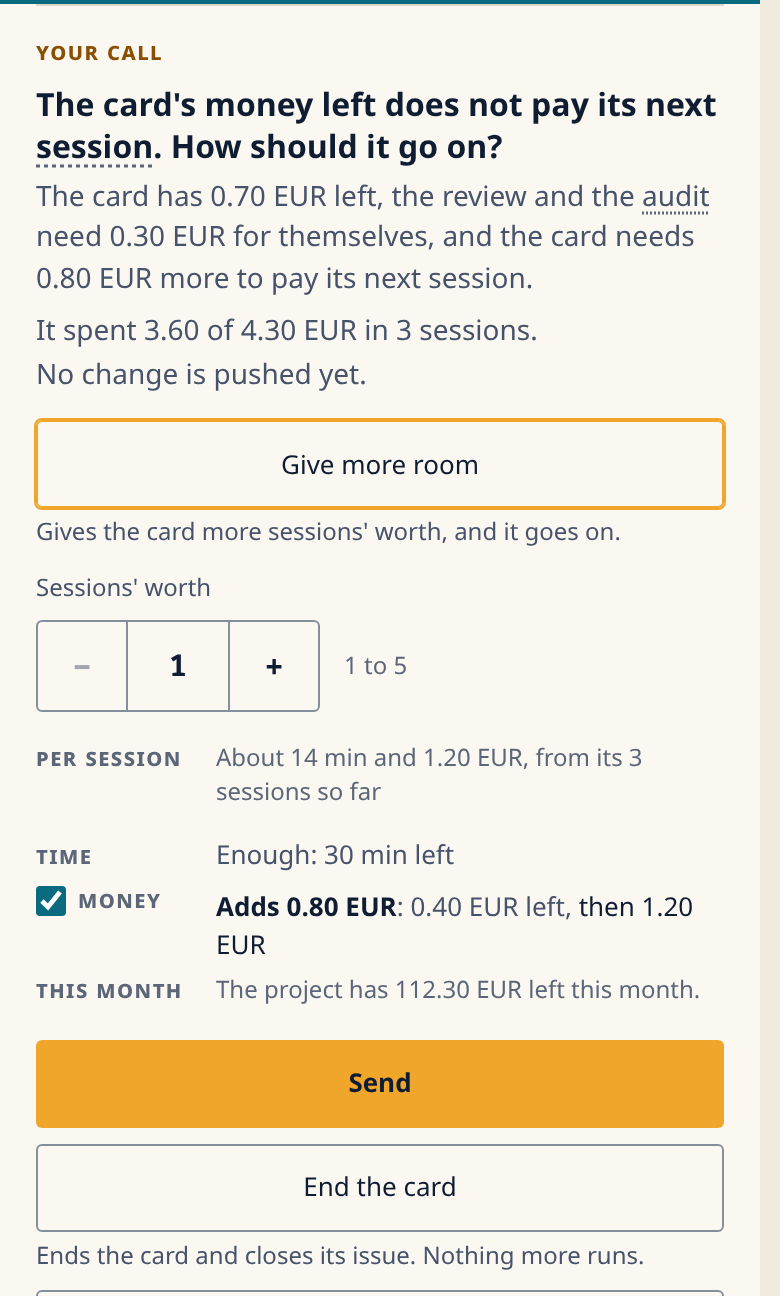 YOUR CALL
The card's money left does not pay its next
session. How should it go on?
The card has 0.70 EUR left, the review and the audit
need 0.30 EUR for themselves, and the card needs
0.80 EUR more to pay its next session.
It spent 3.60 of 4.30 EUR in 3 sessions.
No change is pushed yet.
Give more room
Gives the card more sessions' worth, and it goes on.
Sessions' worth
− 1 + 1 to 5
PER SESSION About 14 min and 1.20 EUR, from its 3
sessions so far
TIME Enough: 30 min left
MONEY Adds 0.80 EUR: 0.40 EUR left, then 1.20
EUR
THIS MONTH The project has 112.30 EUR left this month.
Send
End the card
Ends the card and closes its issue. Nothing more runs.